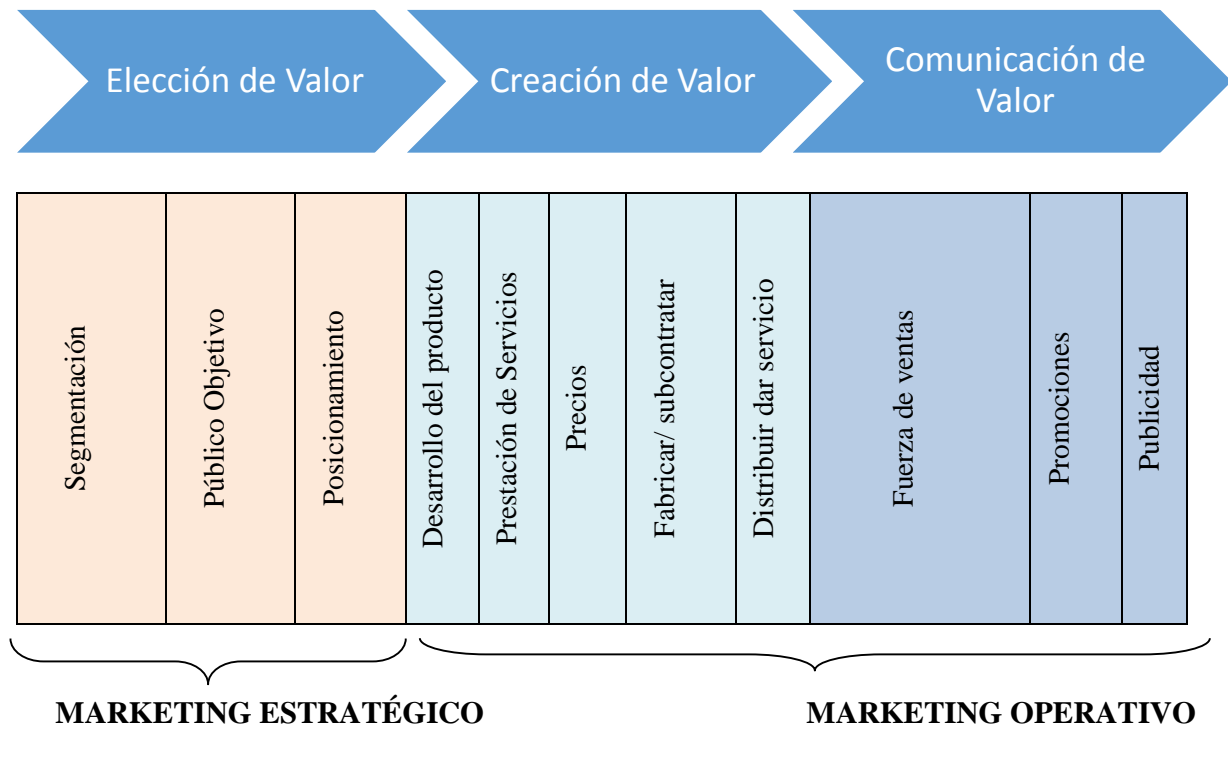 Elección de Valor
Creación de Valor
Comunicación de
Valor
Segmentación
Público Objetivo
Posicionamiento
Desarrollo del producto
Prestación de Servicios
Precios
Fabricar/ subcontratar
Distribuir dar servicio
Fuerza de ventas
Promociones
Publicidad
MARKETING ESTRATÉGICO
MARKETING OPERATIVO